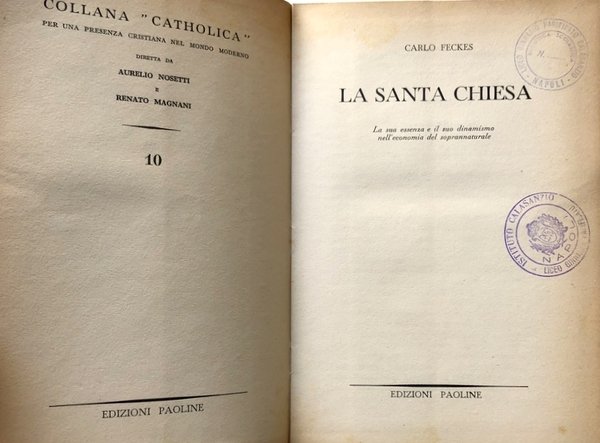 COLLANA "CATHOLICA"
PER UNA PRESENZA CRISTIANA NEL MONDO MODERNO
DIRETTA DA
AURELIO NOSETTI
E
RENATO MAGNANI
10
EDIZIONI PAOLINE
CARLO FECKES
LA SANTA CHIESA
La sua essenza e il suo dinamismo
nell'economia del soprannaturale
EDIZIONI PAOLINE
NAPOLI
ISTITUTO CALASANZIO
NAPOLI
LICEO